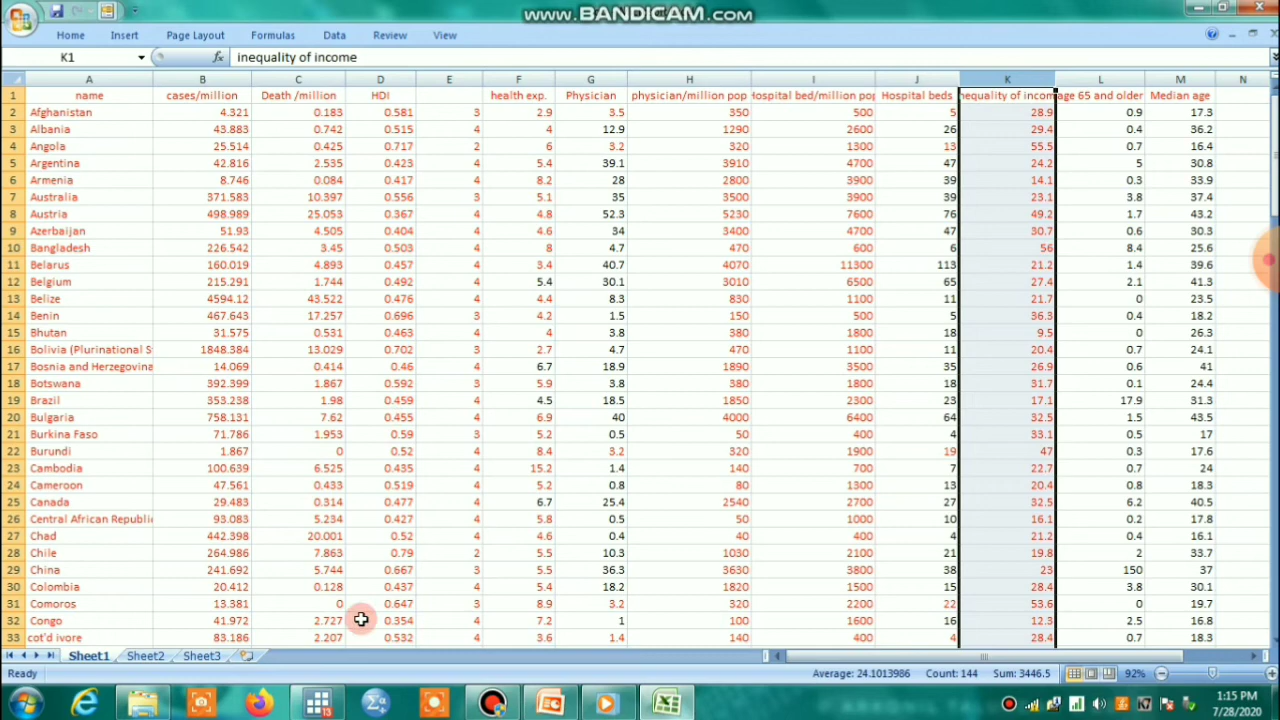 www.BANDICAM.com
Home Insert Page Layout Formulas Data Review View
K1 fx inequality of income
A B C D E F G H I J K L M N
1 name cases/million Death /million HDI health exp. Physician physician/million pop Hospital bed/million pop Hospital beds nequality of incom age 65 and older Median age
2 Afghanistan 4.321 0.183 0.581 3 2.9 3.5 350 500 5 28.9 0.9 17.3
3 Albania 43.883 0.742 0.515 4 4 12.9 1290 2600 26 29.4 0.4 36.2
4 Angola 25.514 0.425 0.717 2 6 3.2 320 1300 13 55.5 0.7 16.4
5 Argentina 42.816 2.535 0.423 4 5.4 39.1 3910 4700 47 24.2 5 30.8
6 Armenia 8.746 0.084 0.417 4 8.2 28 2800 3900 39 14.1 0.3 33.9
7 Australia 371.583 10.397 0.556 4 5.1 35 3500 3900 39 23.1 3.8 37.4
8 Austria 498.989 25.053 0.367 4 4.8 52.3 5230 7600 76 49.2 1.7 43.2
9 Azerbaijan 51.93 4.505 0.404 4 4.6 34 3400 4700 47 30.7 0.6 30.3
10 Bangladesh 226.542 3.45 0.503 4 8 4.7 470 600 6 56 8.4 25.6
11 Belarus 160.019 4.893 0.457 4 3.4 40.7 4070 11300 113 21.2 1.4 39.6
12 Belgium 215.291 1.744 0.492 4 5.4 30.1 3010 6500 65 27.4 2.1 41.3
13 Belize 4594.12 43.522 0.476 4 4.4 8.3 830 1100 11 21.7 0 23.5
14 Benin 467.643 17.257 0.696 3 4.2 1.5 150 500 5 36.3 0.4 18.2
15 Bhutan 31.575 0.531 0.463 4 4 3.8 380 1800 18 9.5 0 26.3
16 Bolivia (Plurinational S 1848.384 13.029 0.702 3 2.7 4.7 470 1100 11 20.4 0.7 24.1
17 Bosnia and Herzegovina 14.069 0.414 0.46 4 6.7 18.9 1890 3500 35 26.9 0.6 41
18 Botswana 392.399 1.867 0.592 3 5.9 3.8 380 1800 18 31.7 0.1 24.4
19 Brazil 353.238 1.98 0.459 4 4.5 18.5 1850 2300 23 17.1 17.9 31.3
20 Bulgaria 758.131 7.62 0.455 4 6.9 40 4000 6400 64 32.5 1.5 43.5
21 Burkina Faso 71.786 1.953 0.59 3 5.2 0.5 50 400 4 33.1 0.5 17
22 Burundi 1.867 0 0.52 4 8.4 3.2 320 1900 19 47 0.3 17.6
23 Cambodia 100.639 6.525 0.435 4 15.2 1.4 140 700 7 22.7 0.7 24
24 Cameroon 47.561 0.433 0.519 4 5.2 0.8 80 1300 13 20.4 0.8 18.3
25 Canada 29.483 0.314 0.477 4 6.7 25.4 2540 2700 27 32.5 6.2 40.5
26 Central African Republi 93.083 5.234 0.427 4 5.8 0.5 50 1000 10 16.1 0.2 17.8
27 Chad 442.398 20.001 0.52 4 4.6 0.4 40 400 4 21.2 0.4 16.1
28 Chile 264.986 7.863 0.79 2 5.5 10.3 1030 2100 21 19.8 2 33.7
29 China 241.692 5.744 0.667 3 5.5 36.3 3630 3800 38 23 150 37
30 Colombia 20.412 0.128 0.437 4 5.4 18.2 1820 1500 15 28.4 3.8 30.1
31 Comoros 13.381 0 0.647 3 8.9 3.2 320 2200 22 53.6 0 19.7
32 Congo 41.972 2.727 0.354 4 7.2 1 100 1600 16 12.3 2.5 16.8
33 cot'd ivore 83.186 2.207 0.532 4 3.6 1.4 140 400 4 28.4 0.7 18.3
Sheet1 Sheet2 Sheet3
Ready Average: 24.1013986 Count: 144 Sum: 3446.5 92%
13
1:15 PM
7/28/2020